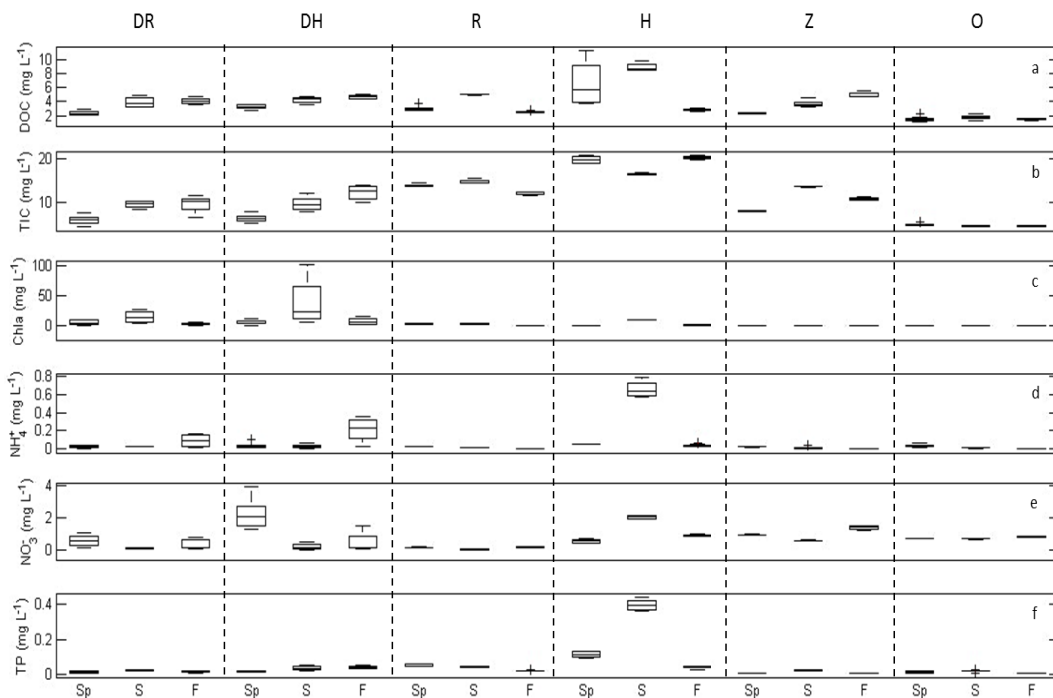 DR DH R H Z O
DOC (mg L-1)
10
8
6
4
2
a
TIC (mg L-1)
20
10
b
Chla (mg L-1)
100
50
0
c
NH4+ (mg L-1)
0.8
0.6
0.4
0.2
0
d
NO3- (mg L-1)
4
2
0
e
TP (mg L-1)
0.4
0.2
0
f
Sp S F Sp S F Sp S F Sp S F Sp S F Sp S F